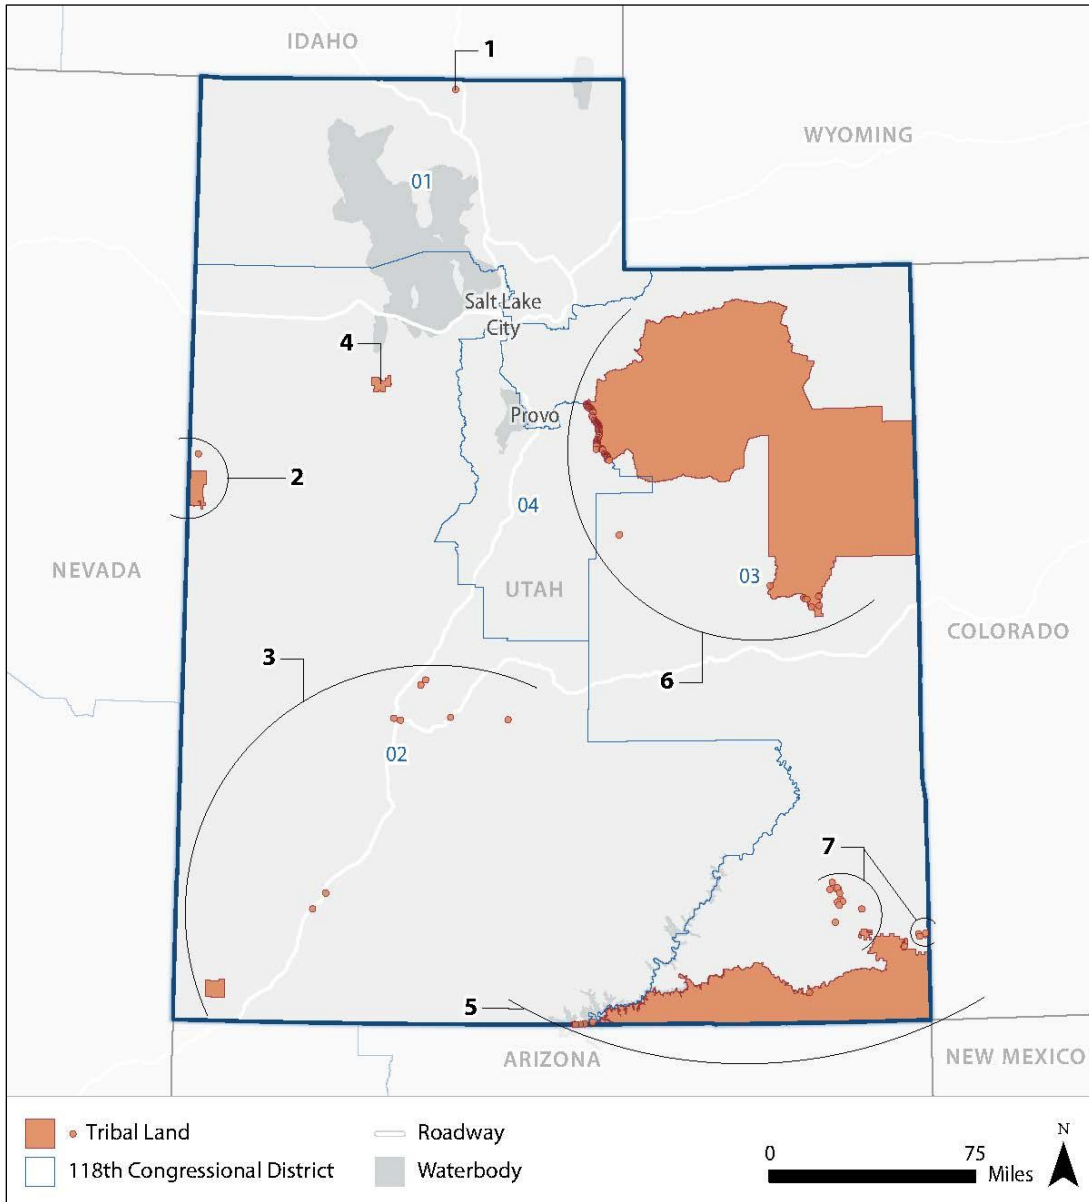 IDAHO
1
WYOMING
01
Salt Lake
City
4
Provo
2
04
NEVADA
03
UTAH
COLORADO
3
6
02
7
5
ARIZONA
NEW MEXICO
Tribal Land
Roadway
118th Congressional District
Waterbody
0 75
Miles
N